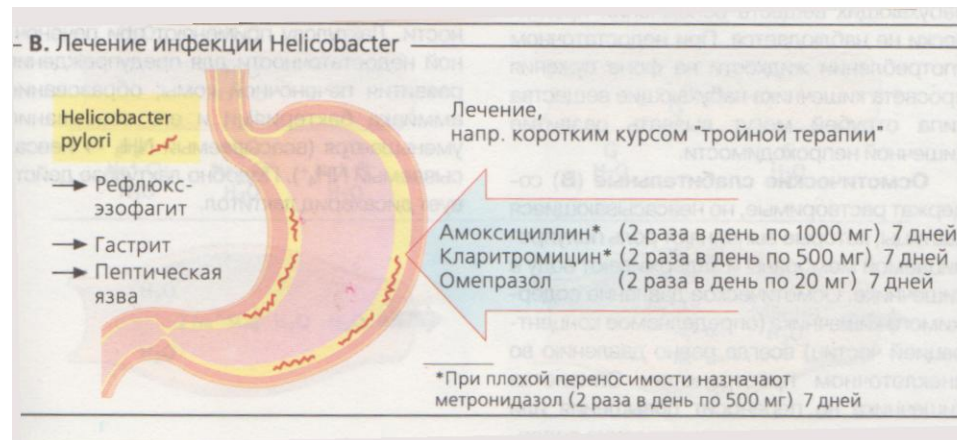 В. Лечение инфекции Helicobacter
Helicobacter
pylori
→ Рефлюкс-
эзофагит
→ Гастрит
→ Пептическая
язва
Лечение,
напр. коротким курсом "тройной терапии"
Амоксициллин* (2 раза в день по 1000 мг) 7 дней
Кларитромицин* (2 раза в день по 500 мг) 7 дней
Омепразол (2 раза в день по 20 мг) 7 дней
*При плохой переносимости назначают
метронидазол (2 раза в день по 500 мг) 7 дней